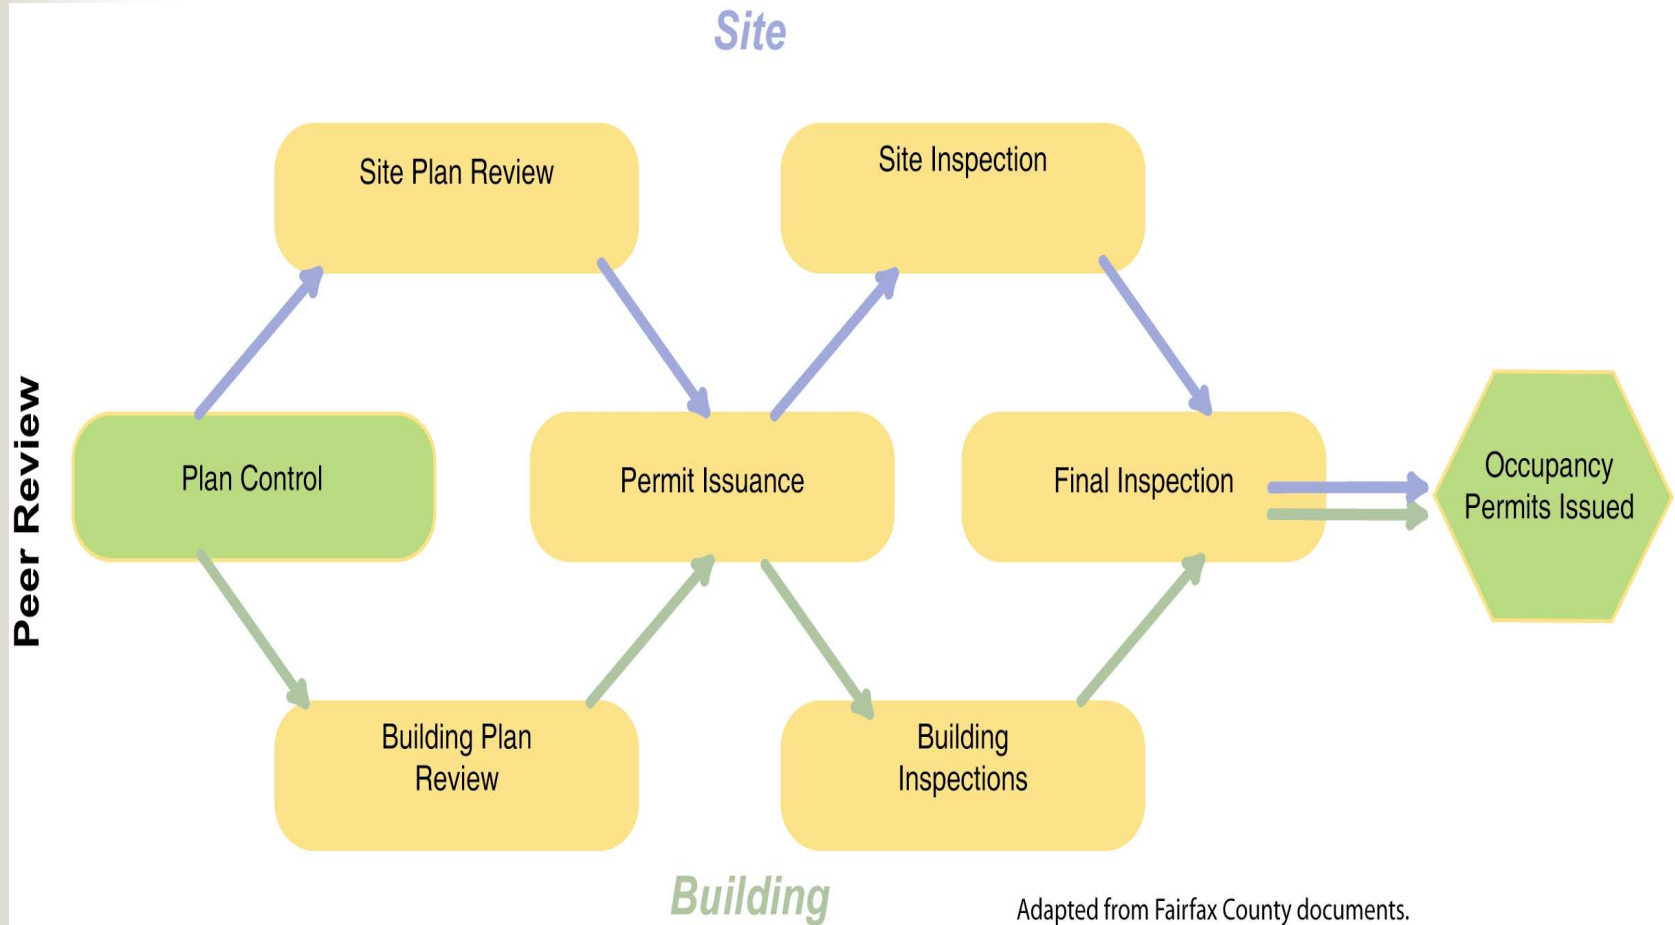 Site
Site Plan Review
Site Inspection
Peer Review
Plan Control
Permit Issuance
Final Inspection
Occupancy
Permits Issued
Building Plan
Review
Building
Inspections
Building
Adapted from Fairfax County documents.